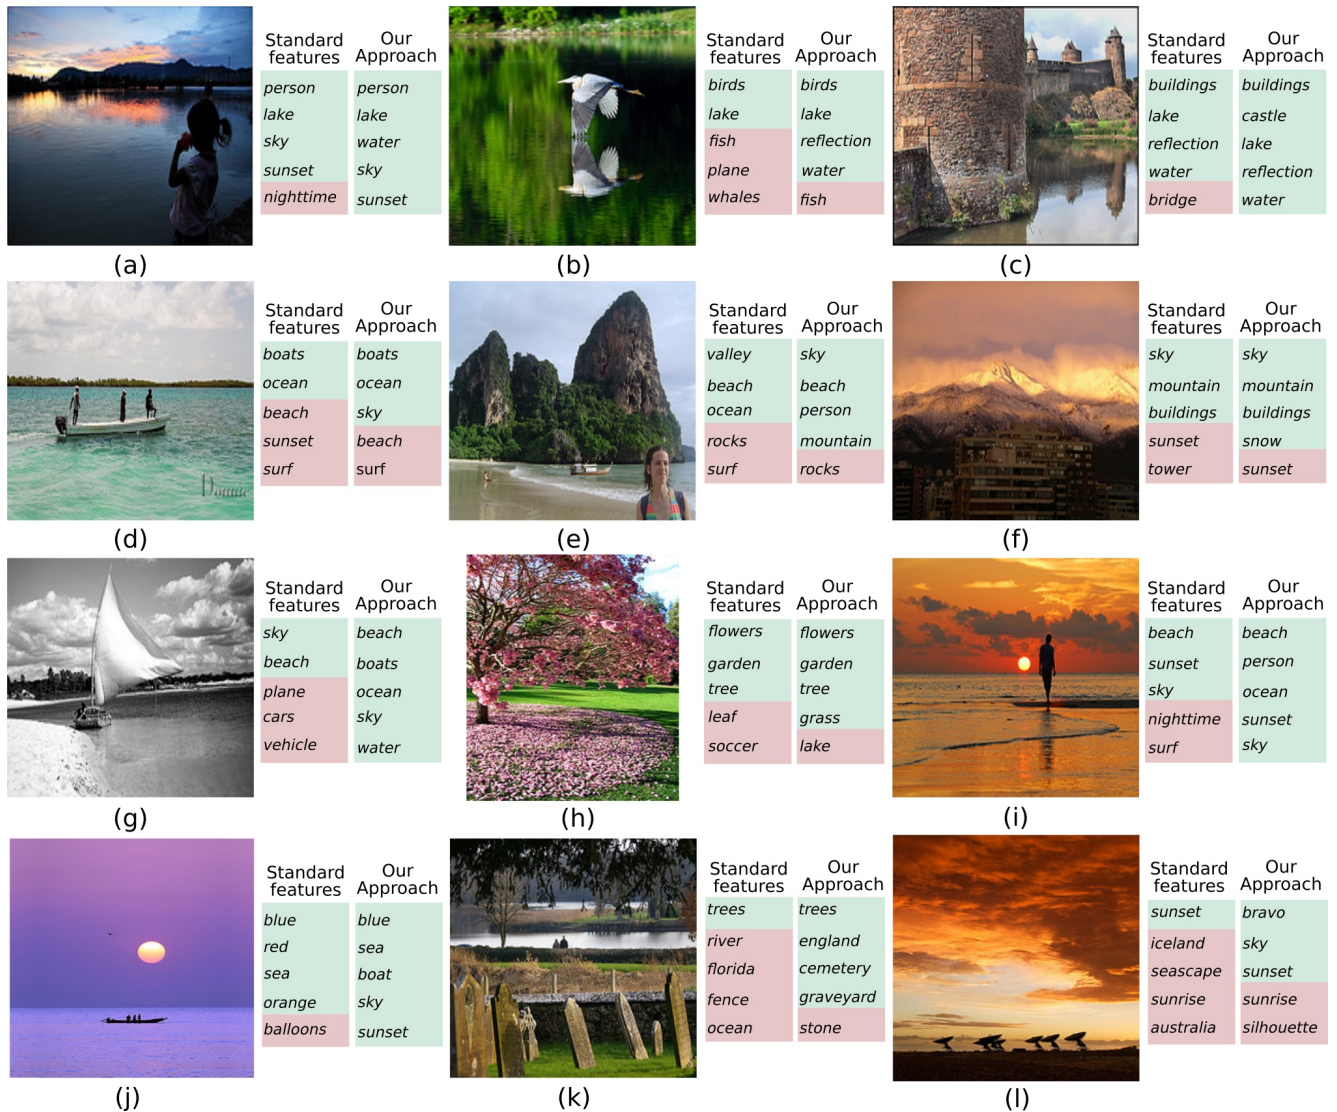 Standard features
Our Approach
person person
lake lake
sky water
sunset sky
nighttime sunset
(a)
Standard features
Our Approach
birds birds
lake lake
fish reflection
plane water
whales fish
(b)
Standard features
Our Approach
buildings buildings
lake castle
reflection lake
water reflection
bridge water
(c)
Standard features
Our Approach
boats boats
ocean ocean
beach sky
sunset beach
surf surf
(d)
Standard features
Our Approach
valley sky
beach beach
ocean person
rocks mountain
surf rocks
(e)
Standard features
Our Approach
sky sky
mountain mountain
buildings buildings
sunset snow
tower sunset
(f)
Standard features
Our Approach
sky beach
beach boats
plane ocean
cars sky
vehicle water
(g)
Standard features
Our Approach
flowers flowers
garden garden
tree tree
leaf grass
soccer lake
(h)
Standard features
Our Approach
beach beach
sunset person
sky ocean
nighttime sunset
surf sky
(i)
Standard features
Our Approach
blue blue
red sea
sea boat
orange sky
balloons sunset
(j)
Standard features
Our Approach
trees trees
river england
florida cemetery
fence graveyard
ocean stone
(k)
Standard features
Our Approach
sunset bravo
iceland sky
seascape sunset
sunrise sunrise
australia silhouette
(l)